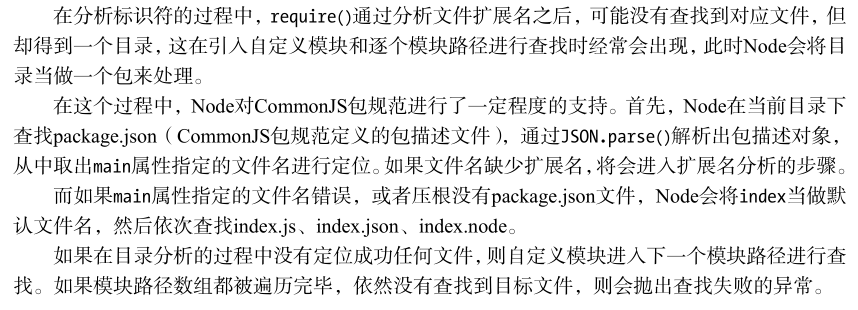 在分析标识符的过程中，require()通过分析文件扩展名之后，可能没有查找到对应文件，但
却得到一个目录，这在引入自定义模块和逐个模块路径进行查找时经常会出现，此时Node会将目
录当做一个包来处理。
在这个过程中，Node对CommonJS包规范进行了一定程度的支持。首先，Node在当前目录下
查找package.json（CommonJS包规范定义的包描述文件），通过JSON.parse()解析出包描述对象，
从中取出main属性指定的文件名进行定位。如果文件名缺少扩展名，将会进入扩展名分析的步骤。
而如果main属性指定的文件名错误，或者压根没有package.json文件，Node会将index当做默
认文件名，然后依次查找index.js、index.json、index.node。
如果在目录分析的过程中没有定位成功任何文件，则自定义模块进入下一个模块路径进行查
找。如果模块路径数组都被遍历完毕，依然没有查找到目标文件，则会抛出查找失败的异常。